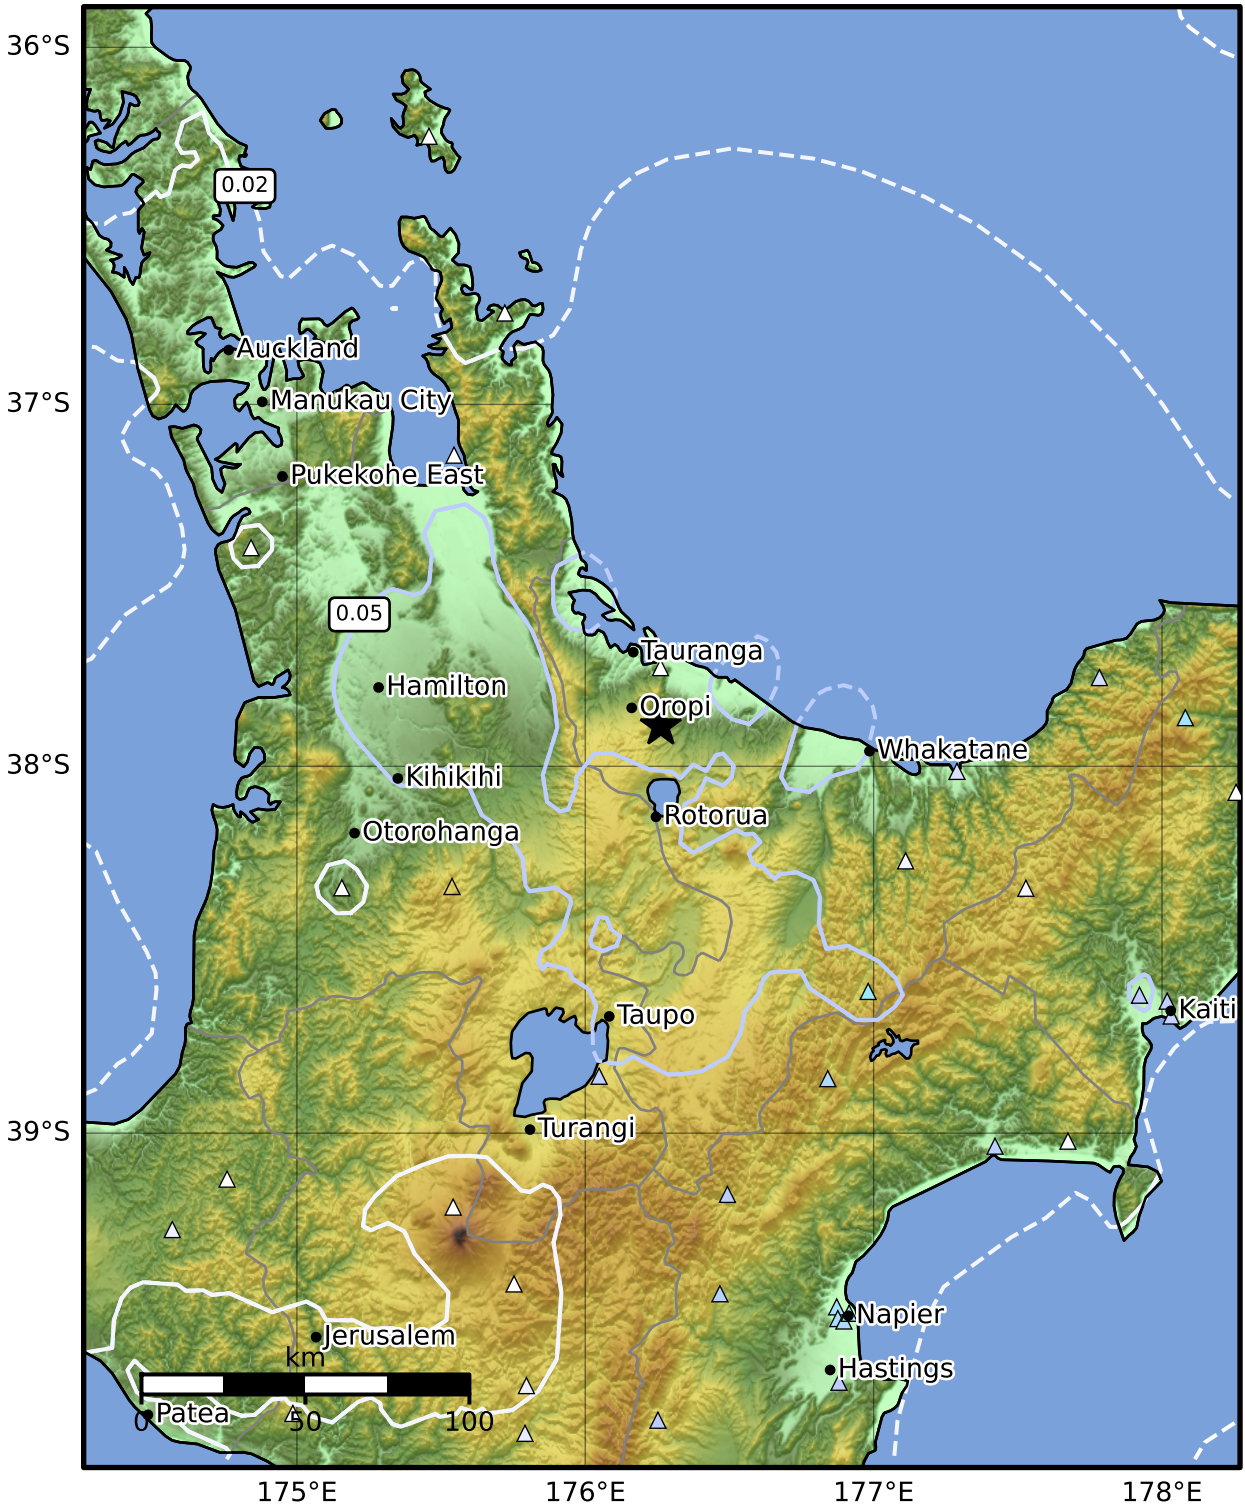 36°S
0.02
Auckland
37°S
Manukau City
Pukekohe East
0.05
Tauranga
Hamilton
Oropi
Whakatane
38°S
Kihikihi
Rotorua
Otorohanga
Kaiti
Taupo
39°S
Turangi
Napier
Jerusalem
km
Hastings
Patea
0 50 100
175°E 176°E 177°E 178°E